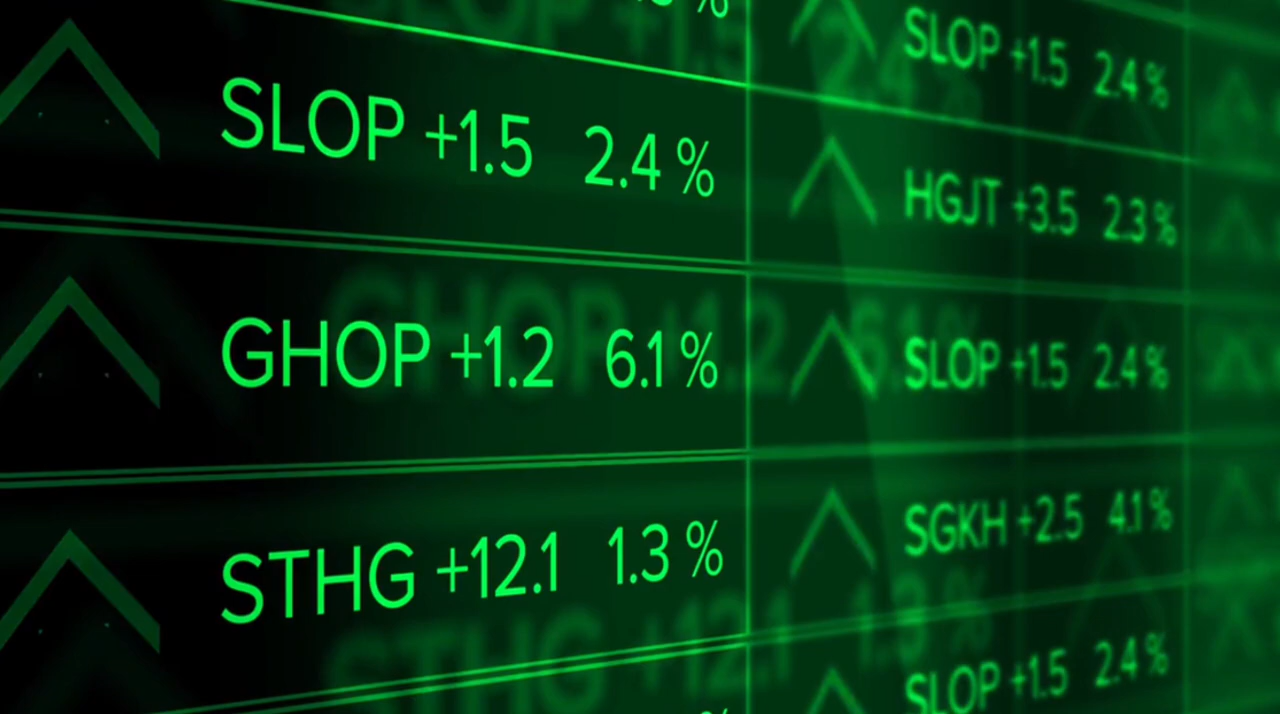 SLOP +1.5 2.4 %
GHOP +1.2 6.1 %
STHG +12.1 1.3 %
SLOP +1.5 2.4 %
HGJT +3.5 2.3 %
SLOP +1.5 2.4 %
SGKH +2.5 4.1 %
SLOP +1.5 2.4 %